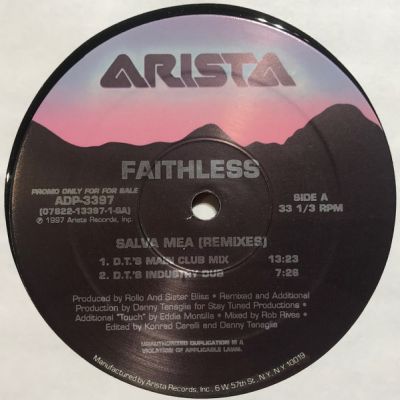 ARISTA
FAITHLESS
PROMO ONLY FOR FOR SALE
ADP-3397
(07822-13397-1-SA)
℗ 1997 Arista Records, Inc.
SIDE A
33 1/3 RPM
SALVA MEA (REMIXES)
1. D.T.'S MAIN CLUB MIX 13:23
2. D.T.'S INDUSTRY DUB 7:26
Produced by Rollo And Sister Bliss • Remixed and Additional
Production by Danny Tenaglia for Stay Tuned Productions •
Additional "Touch" by Eddie Montilla • Mixed by Rob Rives •
Edited by Konrad Carelli and Danny Tenaglia
UNAUTHORIZED DUPLICATION IS A
VIOLATION OF APPLICABLE LAWS.
Manufactured by Arista Records, Inc., 6 W. 57th St., N.Y. N.Y. 10019